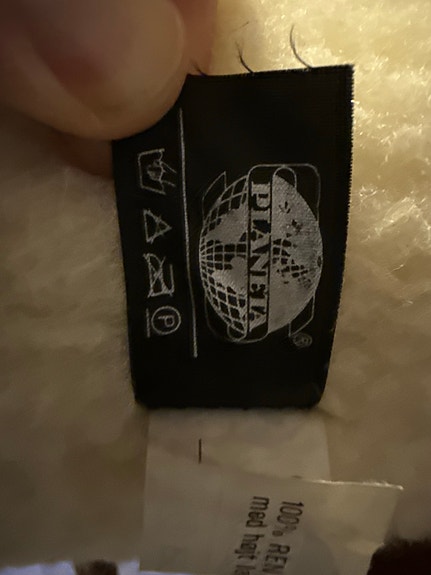 PLANETA
®
P
100% REN
med højt